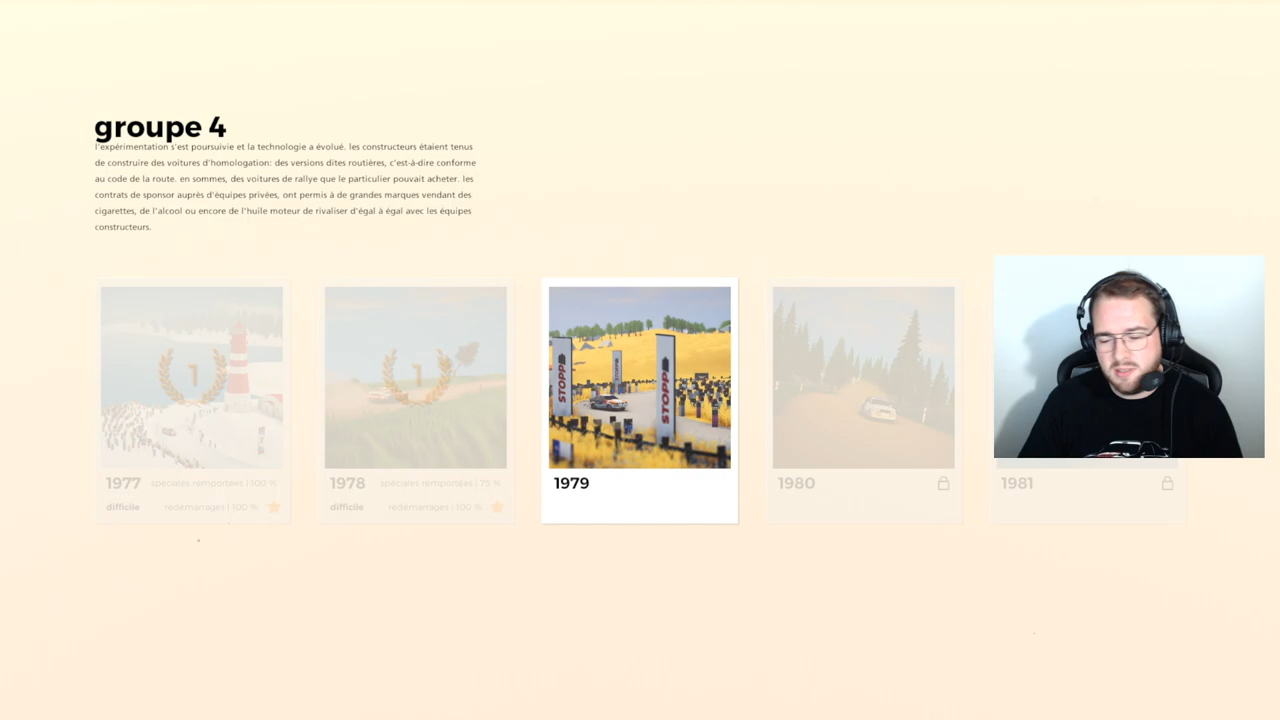 groupe 4
l'expérimentation s'est poursuivie et la technologie a évolué. les constructeurs étaient tenus
de construire des voitures d'homologation: des versions dites routières, c'est-à-dire conforme
au code de la route. en sommes, des voitures de rallye que le particulier pouvait acheter. les
contrats de sponsor auprès d'équipes privées, ont permis à de grandes marques vendant des
cigarettes, de l'alcool ou encore de l'huile moteur de rivaliser d'égal à égal avec les équipes
constructeurs.
1
1
STOPP
STOPP
STOPP
1977 spéciales remportées | 100 %
difficile redémarrages | 100 %
1978 spéciales remportées | 75 %
difficile redémarrages | 100 %
1979
1980
1981